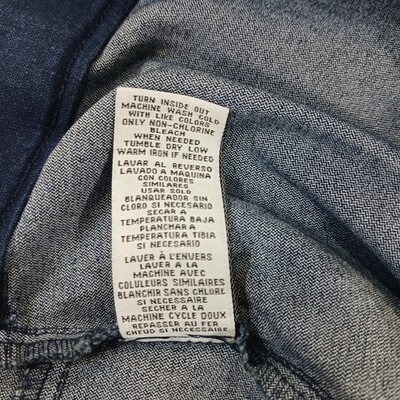 TURN INSIDE OUT
MACHINE WASH COLD
WITH LIKE COLORS
ONLY NON-CHLORINE
BLEACH
WHEN NEEDED
TUMBLE DRY LOW
WARM IRON IF NEEDED
LAVAR AL REVERSO
LAVADO A MAQUINA
CON COLORES
SIMILARES
USAR SOLO
BLANQUEADOR SIN
CLORO SI NECESARIO
SECAR A
TEMPERATURA BAJA
PLANCHAR A
TEMPERATURA TIBIA
SI NECESARIO
LAVER À L'ENVERS
LAVER A LA
MACHINE AVEC
COULEURS SIMILAIRES
BLANCHIR SANS CHLORE
SI NECESSAIRE
SECHER A LA
MACHINE CYCLE DOUX
REPASSER AU FER
CHEUD SI NECESSAIRE